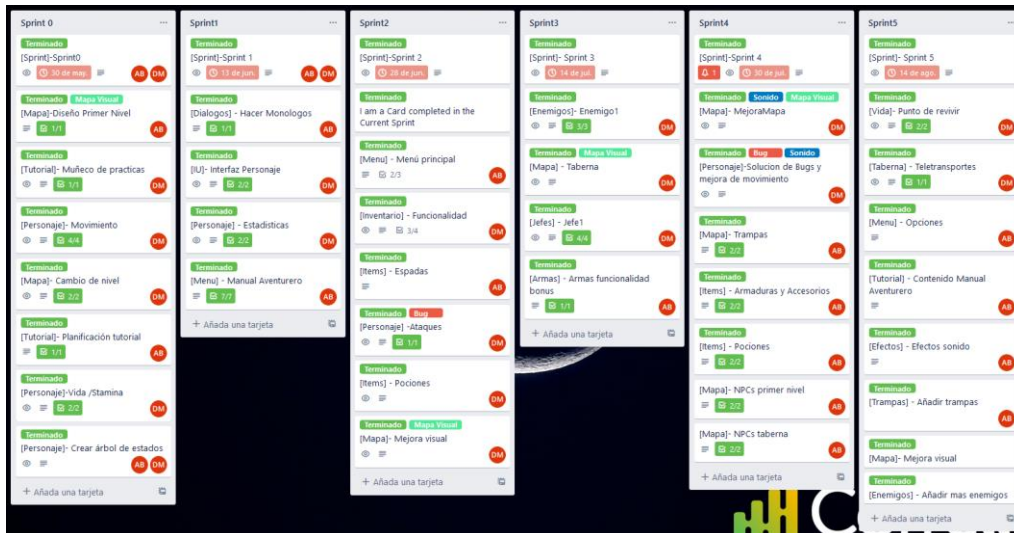 Sprint 0
Terminado
[Sprint]-Sprint0
30 de may.
AB DM
Terminado Mapa Visual
[Mapa]-Diseño Primer Nivel
1/1
AB
Terminado
[Tutorial]- Muñeco de practicas
1/1
DM
Terminado
[Personaje]- Movimiento
4/4
DM
Terminado
[Mapa]- Cambio de nivel
2/2
DM
Terminado
[Tutorial]- Planificación tutorial
1/1
AB
Terminado
[Personaje]-Vida /Stamina
2/2
DM
Terminado
[Personaje]- Crear árbol de estados
AB DM
+ Añada una tarjeta
Sprint1
Terminado
[Sprint]-Sprint 1
13 de jun.
AB DM
Terminado
[Dialogos] - Hacer Monologos
1/1
AB
Terminado
[IU]- Interfaz Personaje
2/2
DM
Terminado
[Personaje] - Estadisticas
2/2
DM
Terminado
[Menu] - Manual Aventurero
7/7
AB
+ Añada una tarjeta
Sprint2
Terminado
[Sprint]-Sprint 2
28 de jun.
Terminado
I am a Card completed in the
Current Sprint
Terminado
[Menu] - Menú principal
2/3
AB
Terminado
[Inventario] - Funcionalidad
3/4
DM
Terminado
[Items] - Espadas
AB
Terminado Bug
[Personaje] -Ataques
1/1
DM
Terminado
[Items] - Pociones
DM
Terminado Mapa Visual
[Mapa]- Mejora visual
DM
+ Añada una tarjeta
Sprint3
Terminado
[Sprint]- Sprint 3
14 de jul.
Terminado
[Enemigos]- Enemigo1
3/3
DM
Terminado Mapa Visual
[Mapa] - Taberna
DM
Terminado
[Jefes] - Jefe1
4/4
DM
Terminado
[Armas] - Armas funcionalidad
bonus
1/1
AB
+ Añada una tarjeta
Sprint4
Terminado
[Sprint]-Sprint 4
1
30 de jul.
Terminado Sonido Mapa Visual
[Mapa]- MejoraMapa
DM
Terminado Bug Sonido
[Personaje]-Solucion de Bugs y
mejora de movimiento
DM
Terminado
[Mapa]- Trampas
2/2
AB
Terminado
[Items] - Armaduras y Accesorios
2/2
AB
Terminado
[Items] - Pociones
2/2
AB
[Mapa]- NPCs primer nivel
2/2
AB
Terminado
[Mapa]- NPCs taberna
2/2
AB
+ Añada una tarjeta
Sprint5
Terminado
[Sprint]- Sprint 5
14 de ago.
Terminado
[Vida]- Punto de revivir
2/2
DM
Terminado
[Taberna] - Teletransportes
1/1
DM
Terminado
[Menu] - Opciones
AB
Terminado
[Tutorial] - Contenido Manual
Aventurero
AB
Terminado
[Efectos] - Efectos sonido
AB
Terminado
[Trampas] - Añadir trampas
AB
Terminado
[Mapa]- Mejora visual
Terminado
[Enemigos] - Añadir mas enemigos
+ Añada una tarjeta